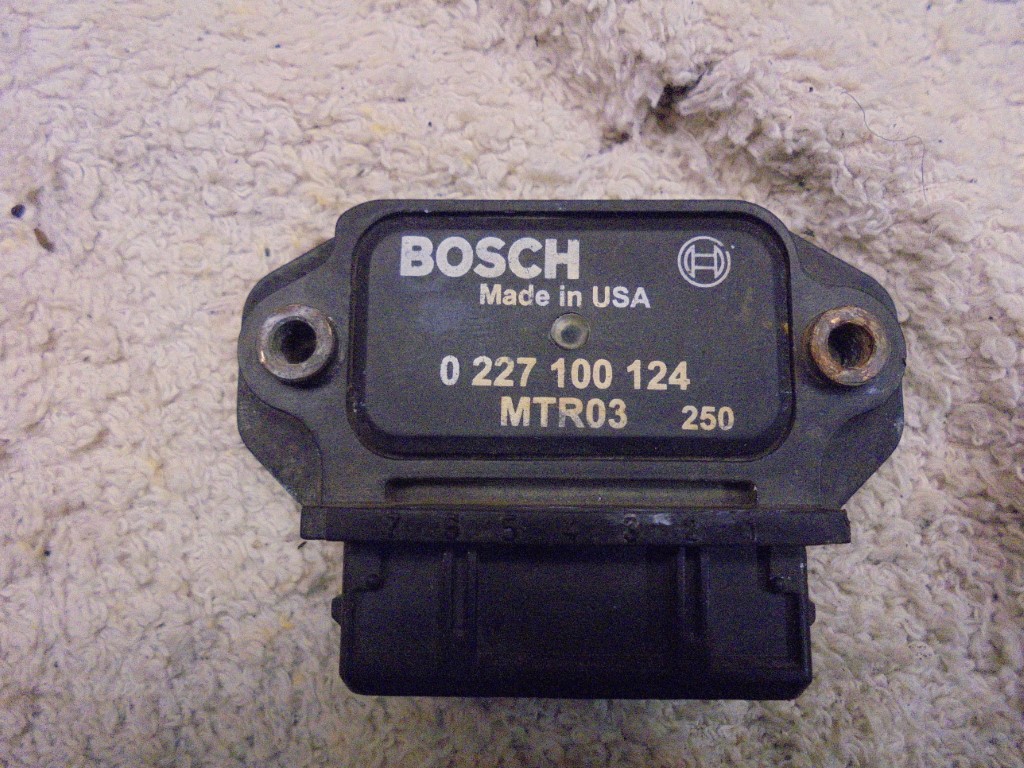 BOSCH
Made in USA
0 227 100 124
MTR03 250
7 6 5 4 3 2 1